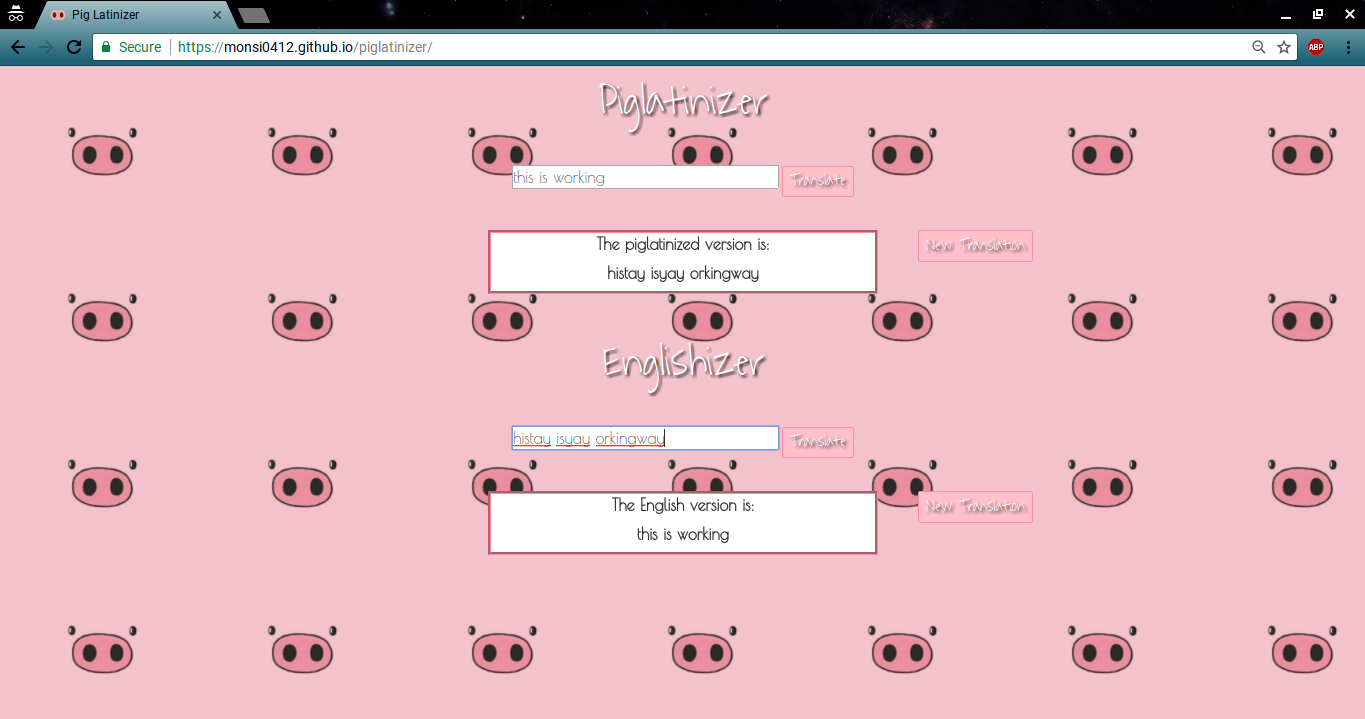 Pig Latinizer
Secure https://monsi0412.github.io/piglatinizer/
ABP
Piglatinizer
this is working Translate
The piglatinized version is: New Translation
histay isyay orkingway
Englishizer
histay isyay orkingway Translate
The English version is: New Translation
this is working